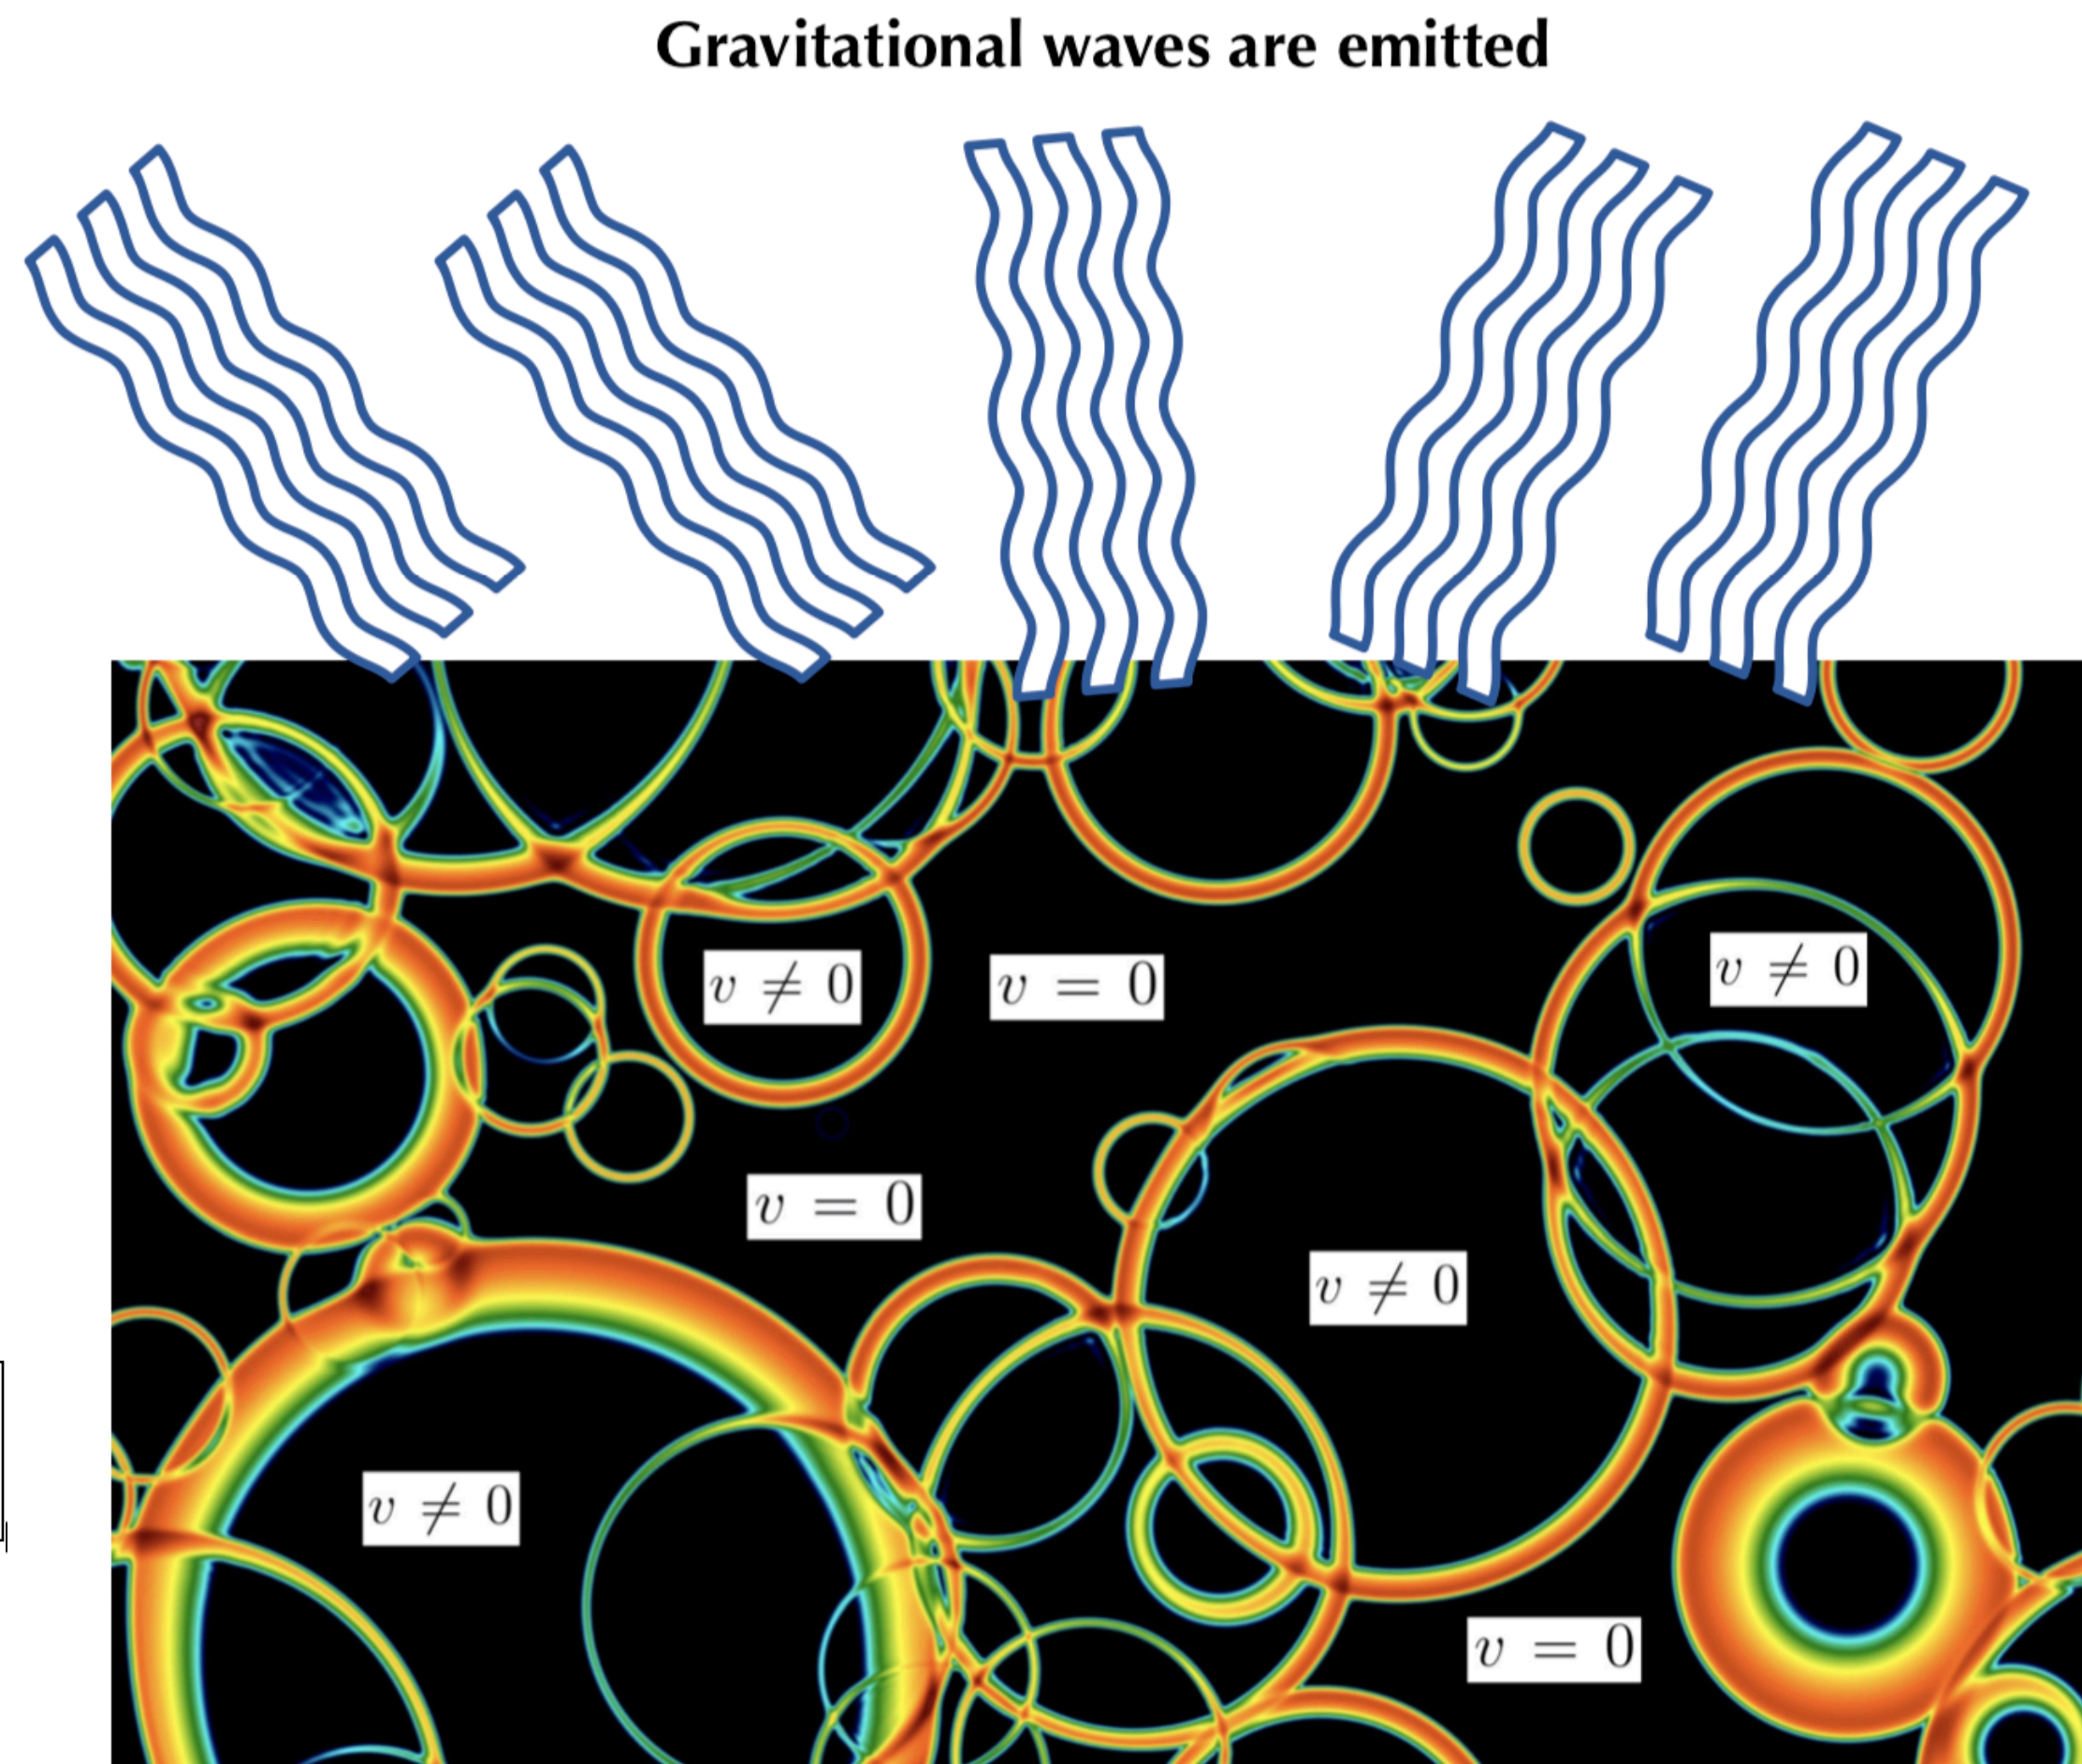 Gravitational waves are emitted
v ≠ 0
v = 0
v ≠ 0
v = 0
v ≠ 0
v ≠ 0
v = 0